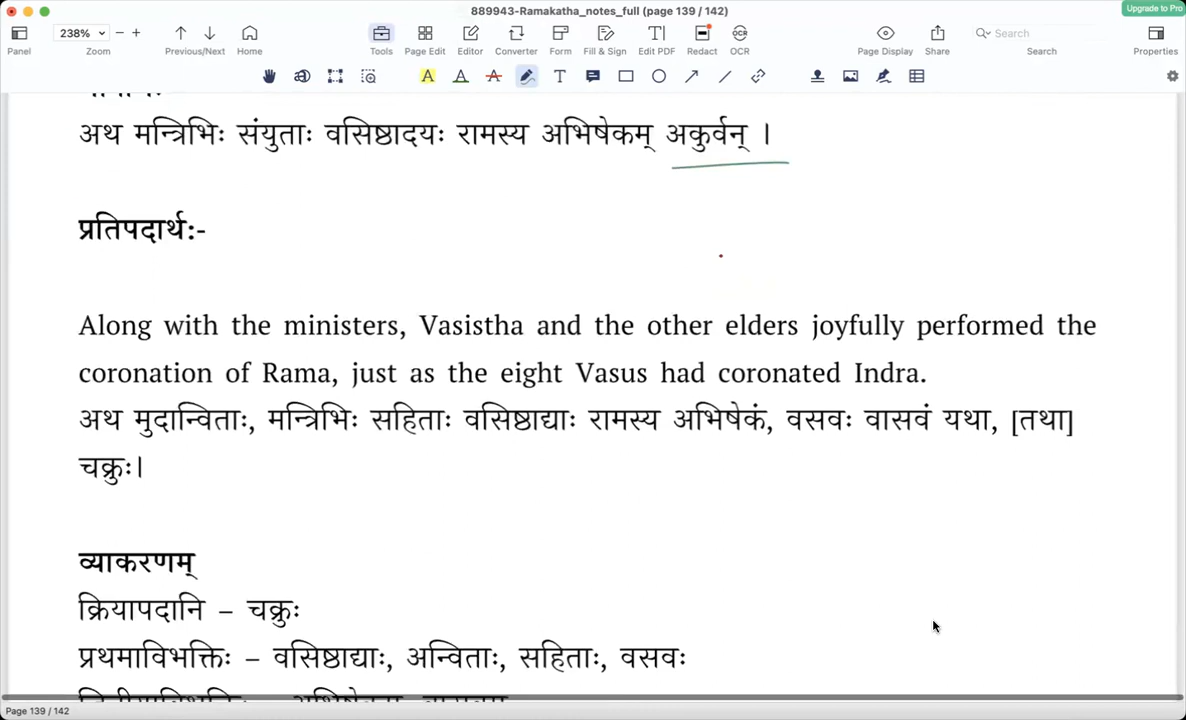 889943-Ramakatha_notes_full (page 139 / 142)
Upgrade to Pro
238%
Search
Panel
Zoom
Previous/Next
Home
Tools
Page Edit
Editor
Converter
Form
Fill & Sign
Edit PDF
Redact
OCR
Page Display
Share
Search
Properties
अथ मन्त्रिभिः संयुताः वसिष्ठादयः रामस्य अभिषेकम् अकुर्वन् ।
प्रतिपदार्थ:-
Along with the ministers, Vasistha and the other elders joyfully performed the
coronation of Rama, just as the eight Vasus had coronated Indra.
अथ मुदान्विताः, मन्त्रिभिः सहिताः वसिष्ठाद्याः रामस्य अभिषेकं, वसवः वासवं यथा, [तथा]
चक्रुः।
व्याकरणम्
क्रियापदानि – चक्रुः
प्रथमाविभक्तिः – वसिष्ठाद्याः, अन्विताः, सहिताः, वसवः
Page 139 / 142